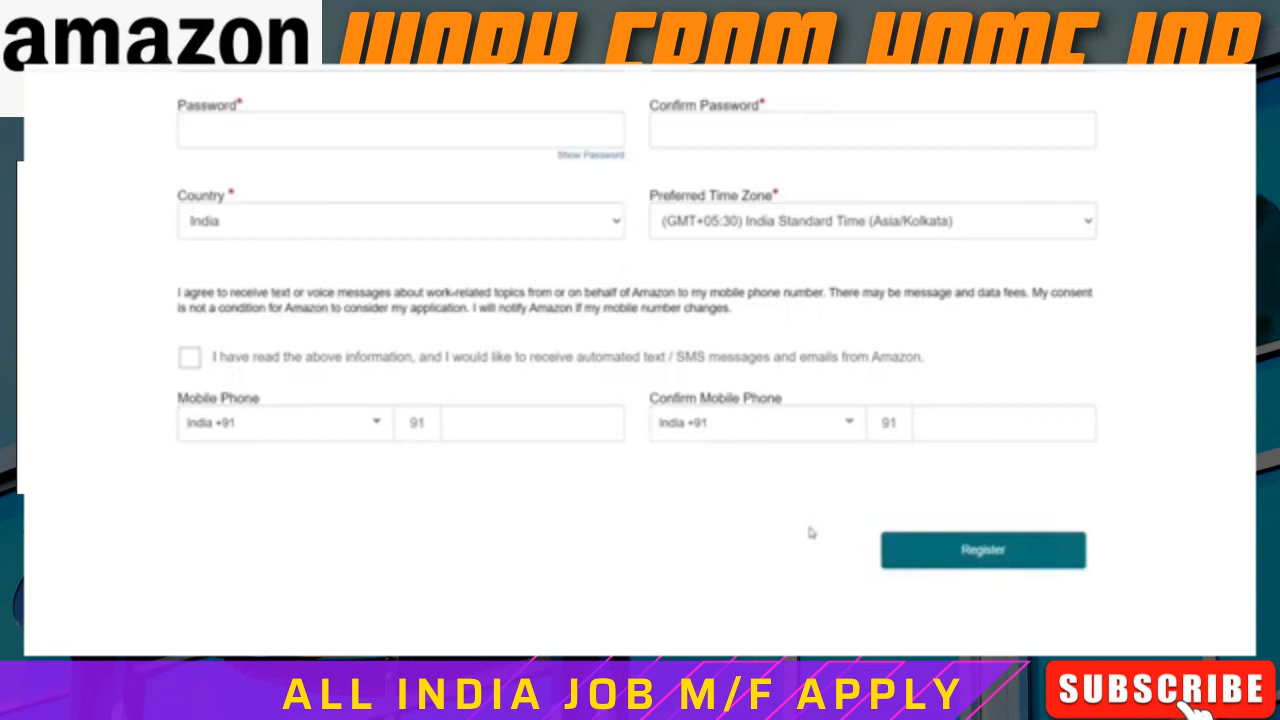 amazon WORK FROM HOME JOB
Password* Confirm Password*
Show Password
Country * Preferred Time Zone*
India (GMT+05:30) India Standard Time (Asia/Kolkata)
I agree to receive text or voice messages about work-related topics from or on behalf of Amazon to my mobile phone number. There may be message and data fees. My consent
is not a condition for Amazon to consider my application. I will notify Amazon if my mobile number changes.
I have read the above information, and I would like to receive automated text / SMS messages and emails from Amazon.
Mobile Phone Confirm Mobile Phone
India +91 91 India +91 91
Register
ALL INDIA JOB M/F APPLY SUBSCRIBE